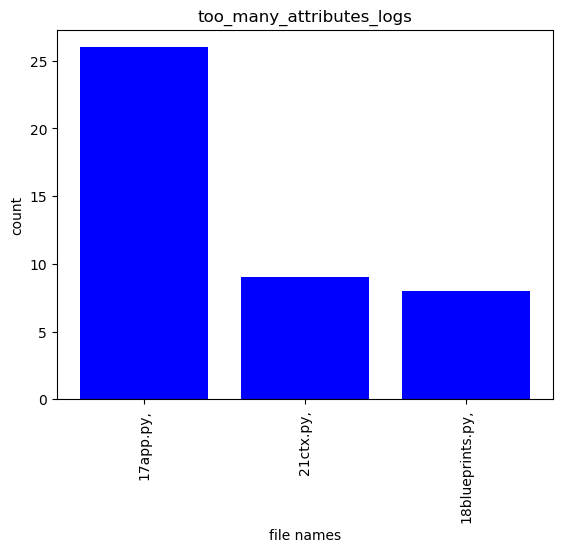 too_many_attributes_logs
count
25
20
15
10
5
0
17app.py,
21ctx.py,
18blueprints.py,
file names